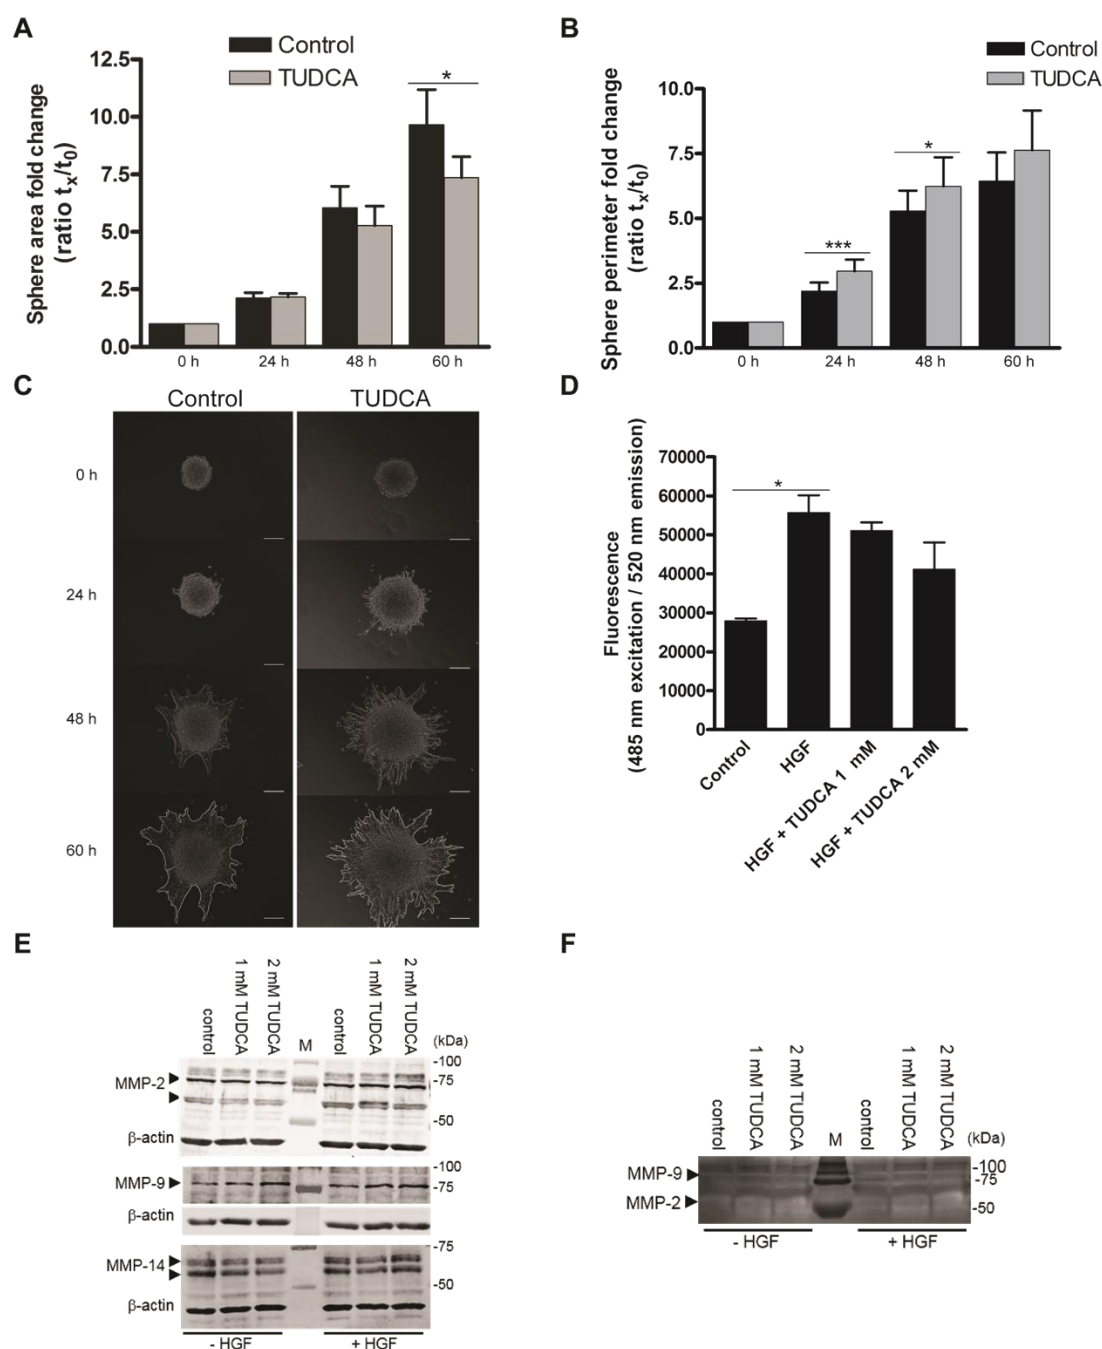 A
Control
TUDCA
Sphere area fold change
(ratio tx/t0)
12.5
10.0
7.5
5.0
2.5
0.0
*
0 h
24 h
48 h
60 h
B
Control
TUDCA
Sphere perimeter fold change
(ratio tx/t0)
10.0
7.5
5.0
2.5
0.0
***
*
0 h
24 h
48 h
60 h
C
Control
TUDCA
0 h
24 h
48 h
60 h
D
Fluorescence
(485 nm excitation / 520 nm emission)
70000
60000
50000
40000
30000
20000
10000
0
*
Control
HGF
HGF + TUDCA 1 mM
HGF + TUDCA 2 mM
E
control
1 mM TUDCA
2 mM TUDCA
M
control
1 mM TUDCA
2 mM TUDCA
(kDa)
MMP-2
-100
-75
-50
β-actin
MMP-9
-100
-75
β-actin
MMP-14
-75
-50
β-actin
- HGF
+ HGF
F
control
1 mM TUDCA
2 mM TUDCA
M
control
1 mM TUDCA
2 mM TUDCA
(kDa)
MMP-9
MMP-2
-100
-75
-50
- HGF
+ HGF